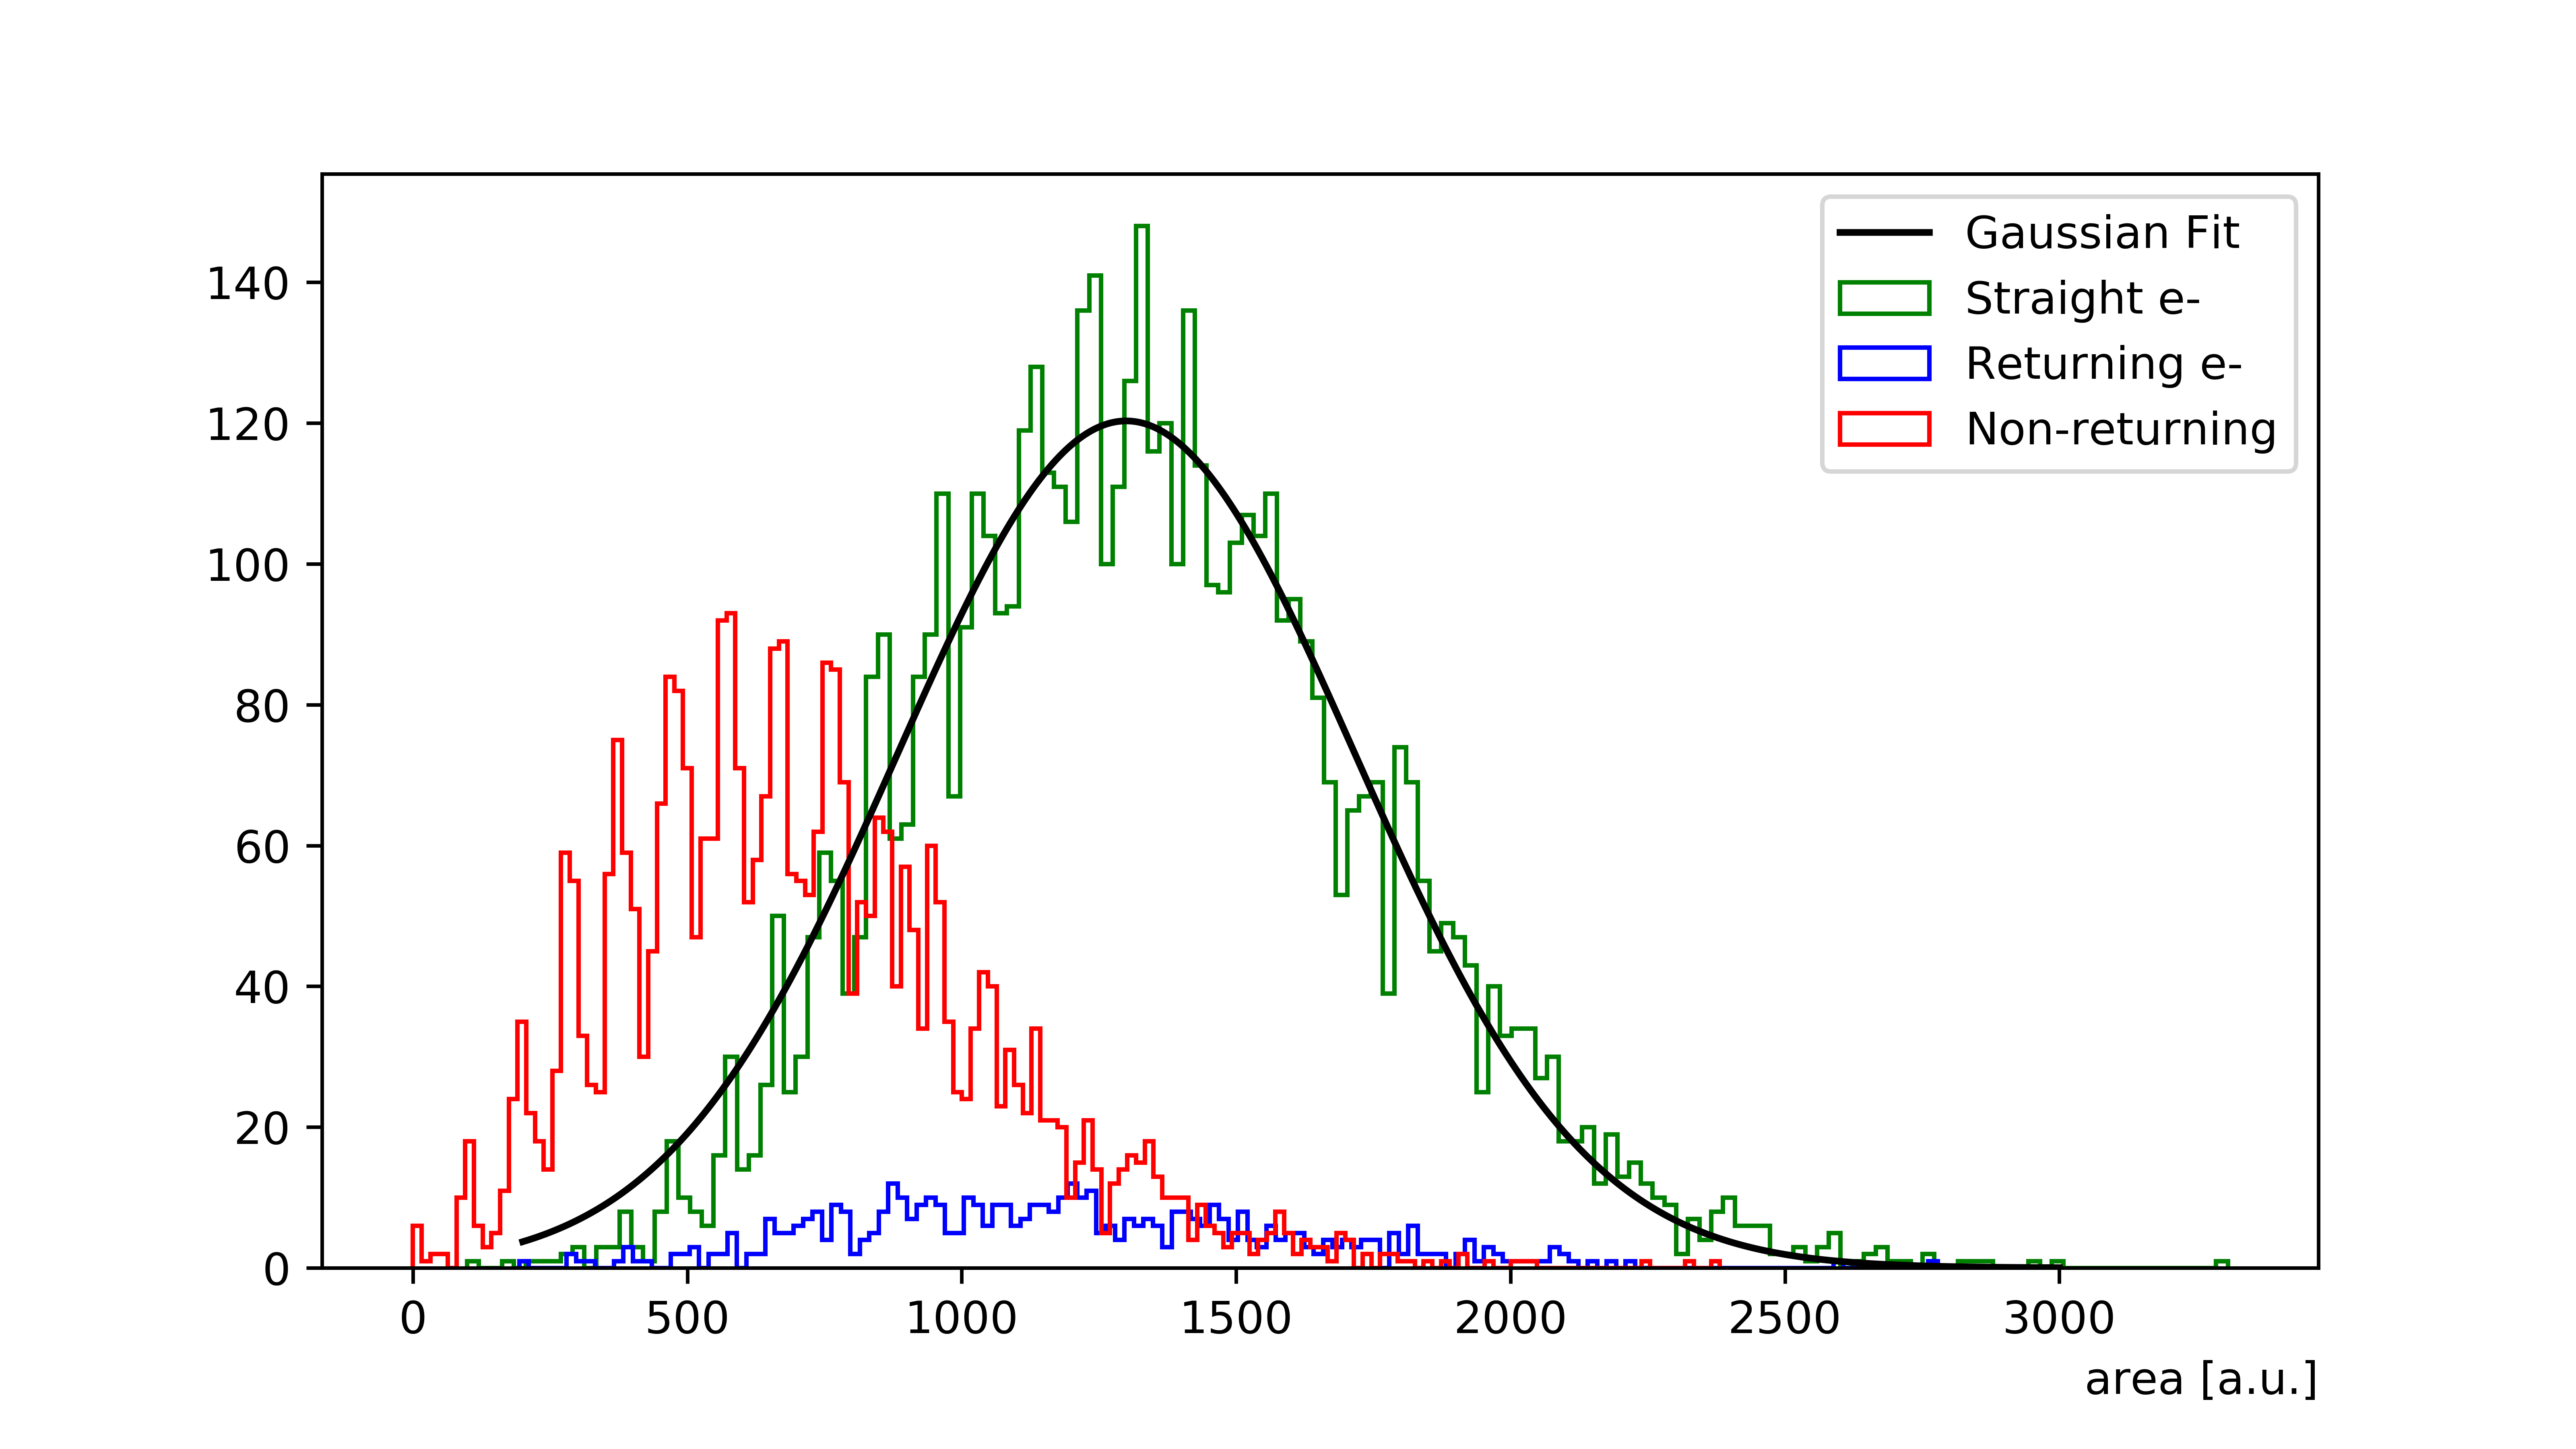 Gaussian Fit
Straight e-
Returning e-
Non-returning
140
120
100
80
60
40
20
0
0 500 1000 1500 2000 2500 3000
area [a.u.]